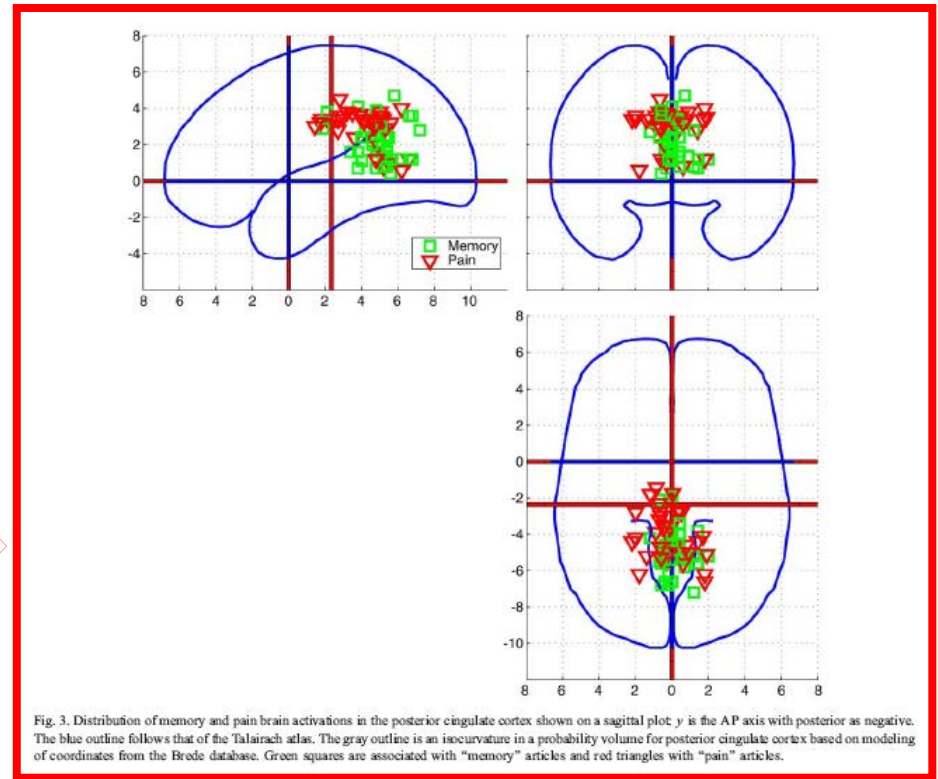 8
6
4
2
0
-2
-4
8 6 4 2 0 2 4 6 8 10
Memory
Pain
8
6
4
2
0
-2
-4
-6
-8
-10
8 6 4 2 0 2 4 6 8
Fig. 3. Distribution of memory and pain brain activations in the posterior cingulate cortex shown on a sagittal plot; y is the AP axis with posterior as negative.
The blue outline follows that of the Talairach atlas. The gray outline is an isocurvature in a probability volume for posterior cingulate cortex based on modeling
of coordinates from the Brede database. Green squares are associated with “memory” articles and red triangles with “pain” articles.